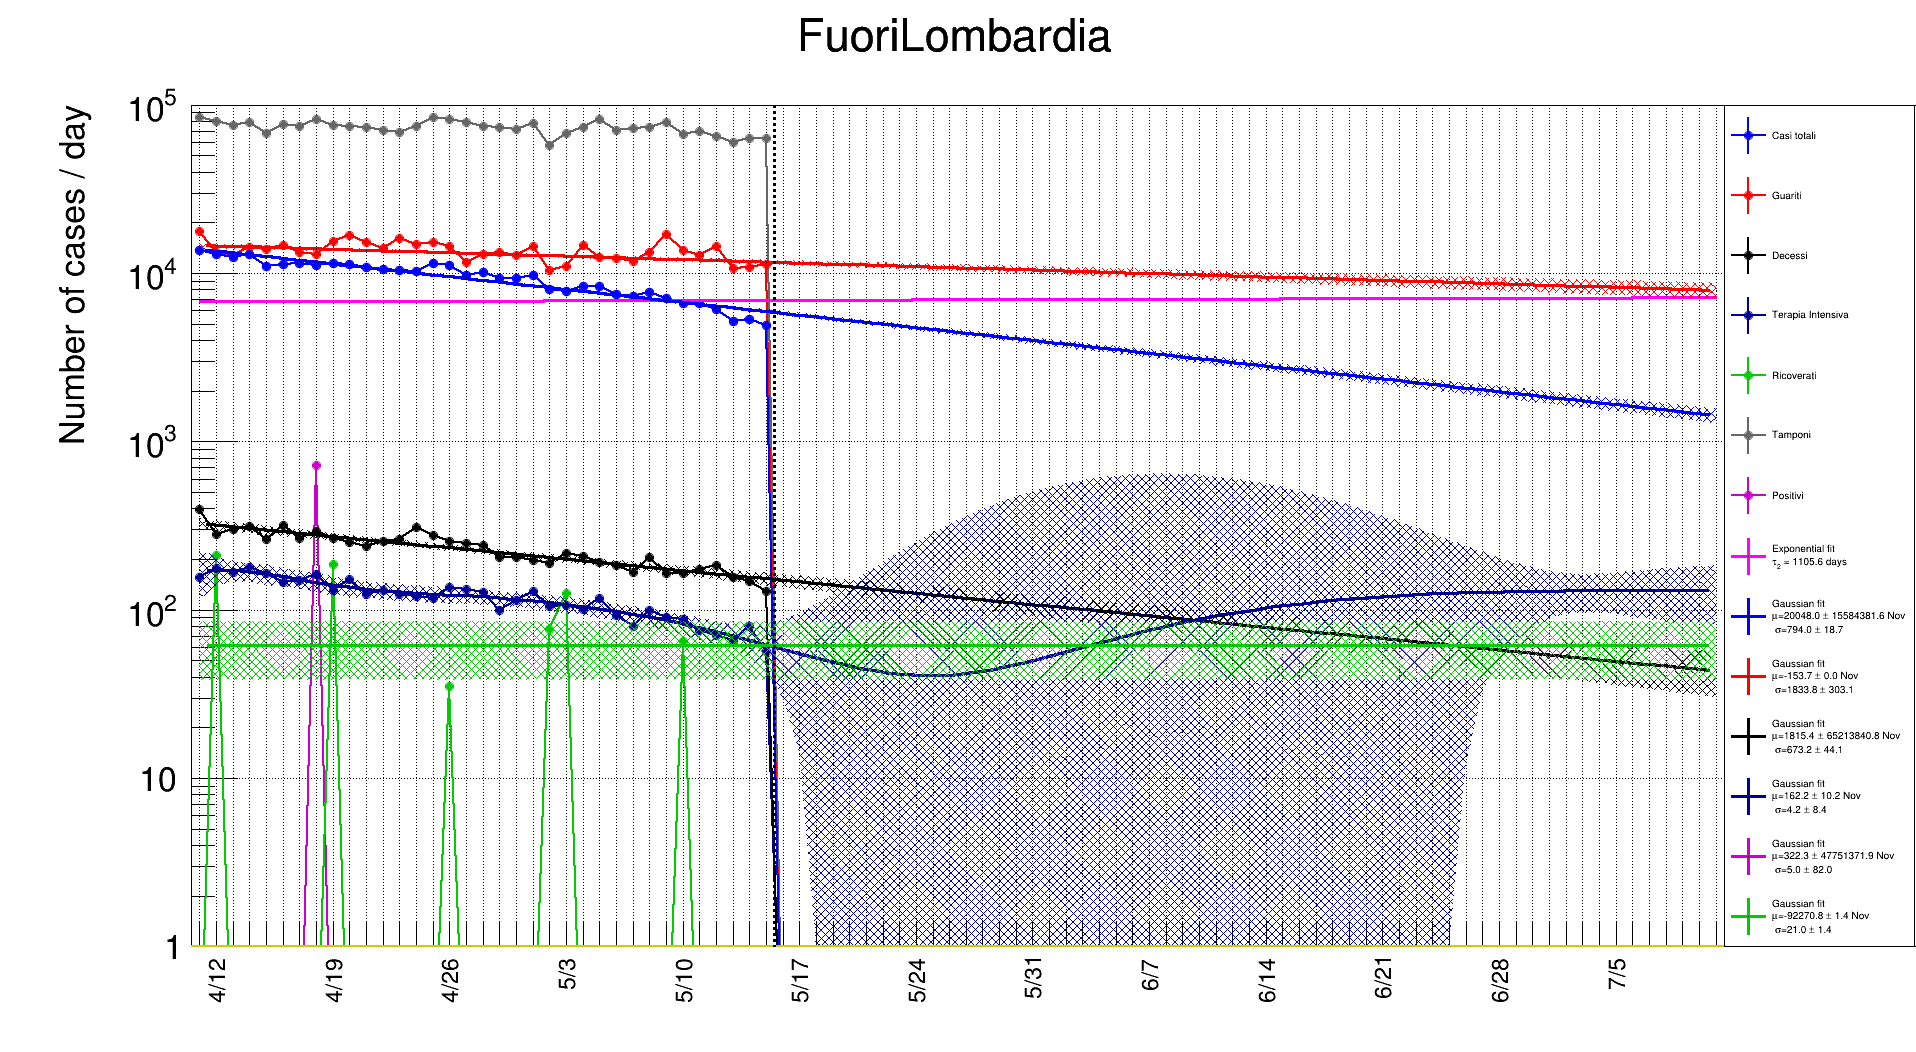 FuoriLombardia
Number of cases / day
10^5
10^4
10^3
10^2
10
1
4/12
4/19
4/26
5/3
5/10
5/17
5/24
5/31
6/7
6/14
6/21
6/28
7/5
Casi totali
Guariti
Decessi
Terapia Intensiva
Ricoverati
Tamponi
Positivi
Exponential fit
τ₂ = 1105.6 days
Gaussian fit
μ=20048.0 ± 15584381.6 Nov
σ=794.0 ± 18.7
Gaussian fit
μ=-153.7 ± 0.0 Nov
σ=1833.8 ± 303.1
Gaussian fit
μ=1815.4 ± 65213840.8 Nov
σ=673.2 ± 44.1
Gaussian fit
μ=162.2 ± 10.2 Nov
σ=4.2 ± 8.4
Gaussian fit
μ=322.3 ± 47751371.9 Nov
σ=5.0 ± 82.0
Gaussian fit
μ=-92270.8 ± 1.4 Nov
σ=21.0 ± 1.4